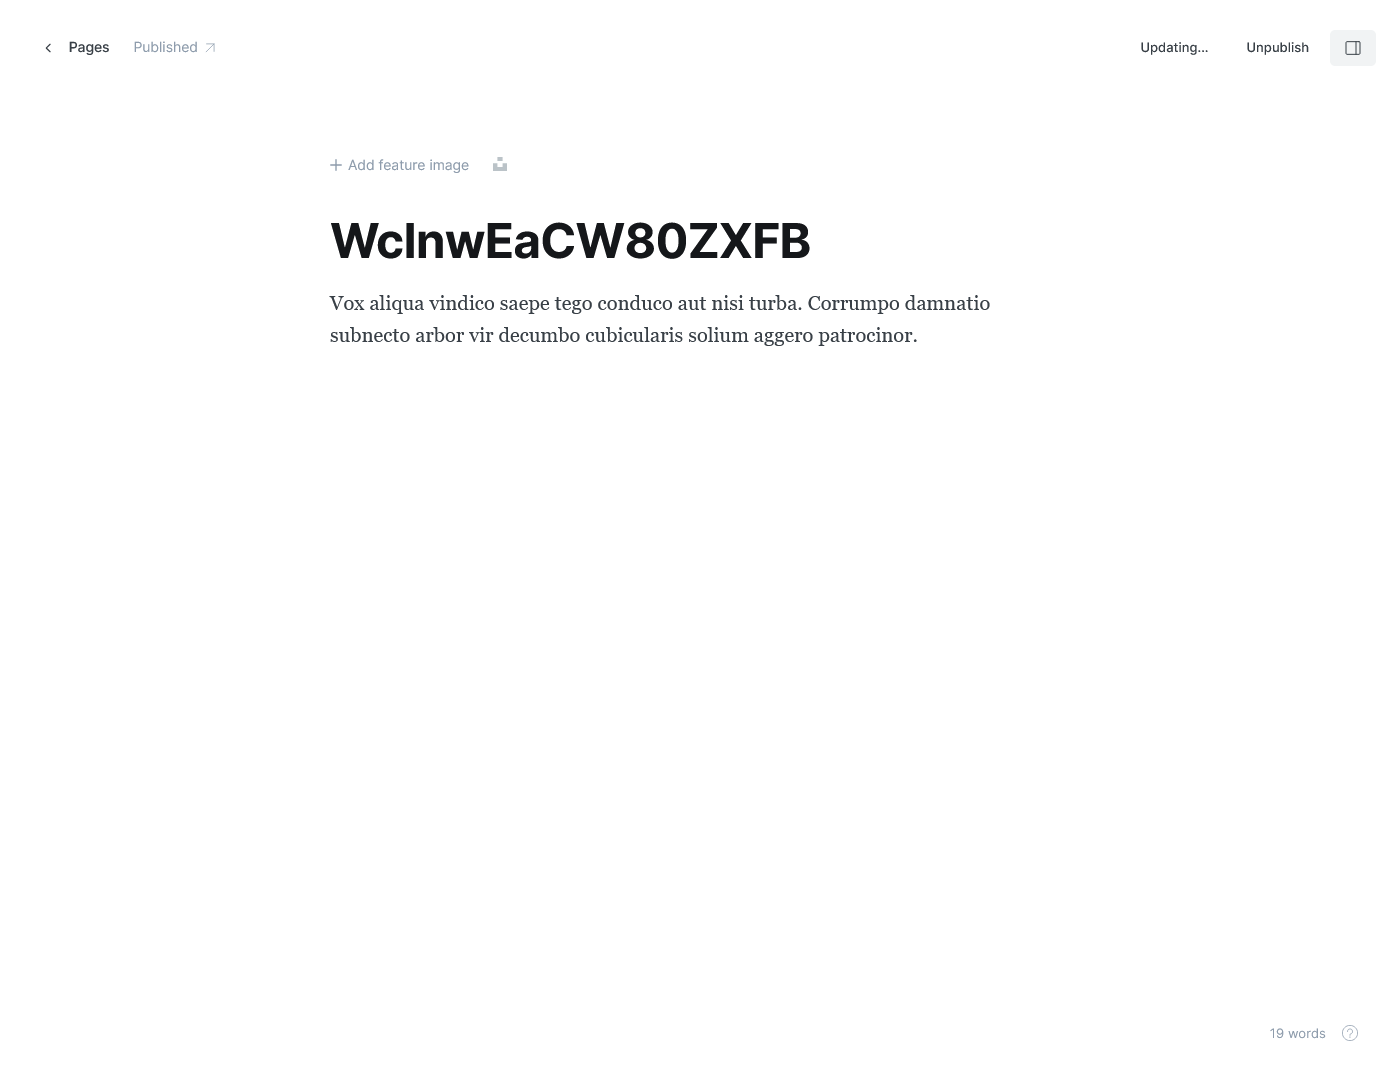 Pages
Published
Updating...
Unpublish
Add feature image
WcInwEaCW80ZXFB
Vox aliqua vindico saepe tego conduco aut nisi turba. Corrumpo damnatio
subnecto arbor vir decumbo cubicularis solium aggero patrocinor.
19 words